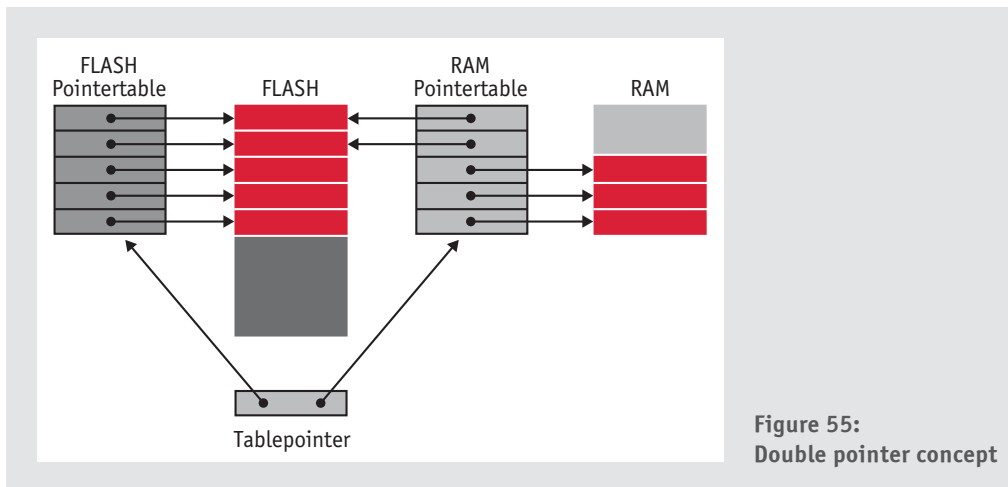 FLASH
Pointertable
FLASH
RAM
Pointertable
RAM
Tablepointer
Figure 55:
Double pointer concept